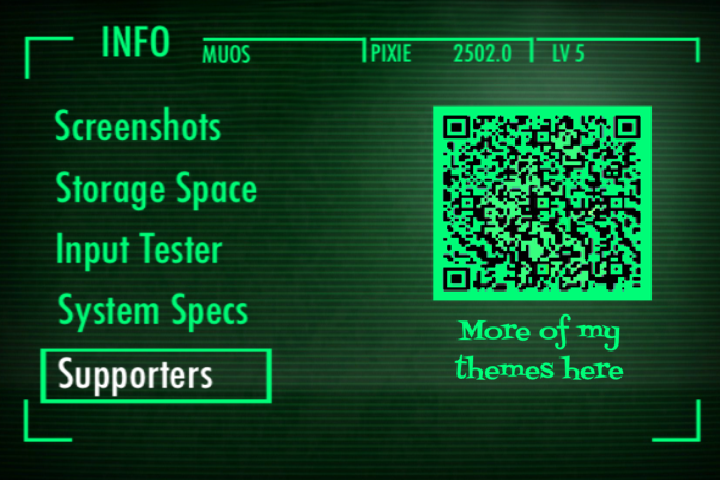 INFO MUOS PIXIE 2502.0 LV 5
Screenshots
Storage Space
Input Tester
System Specs
Supporters
More of my
themes here